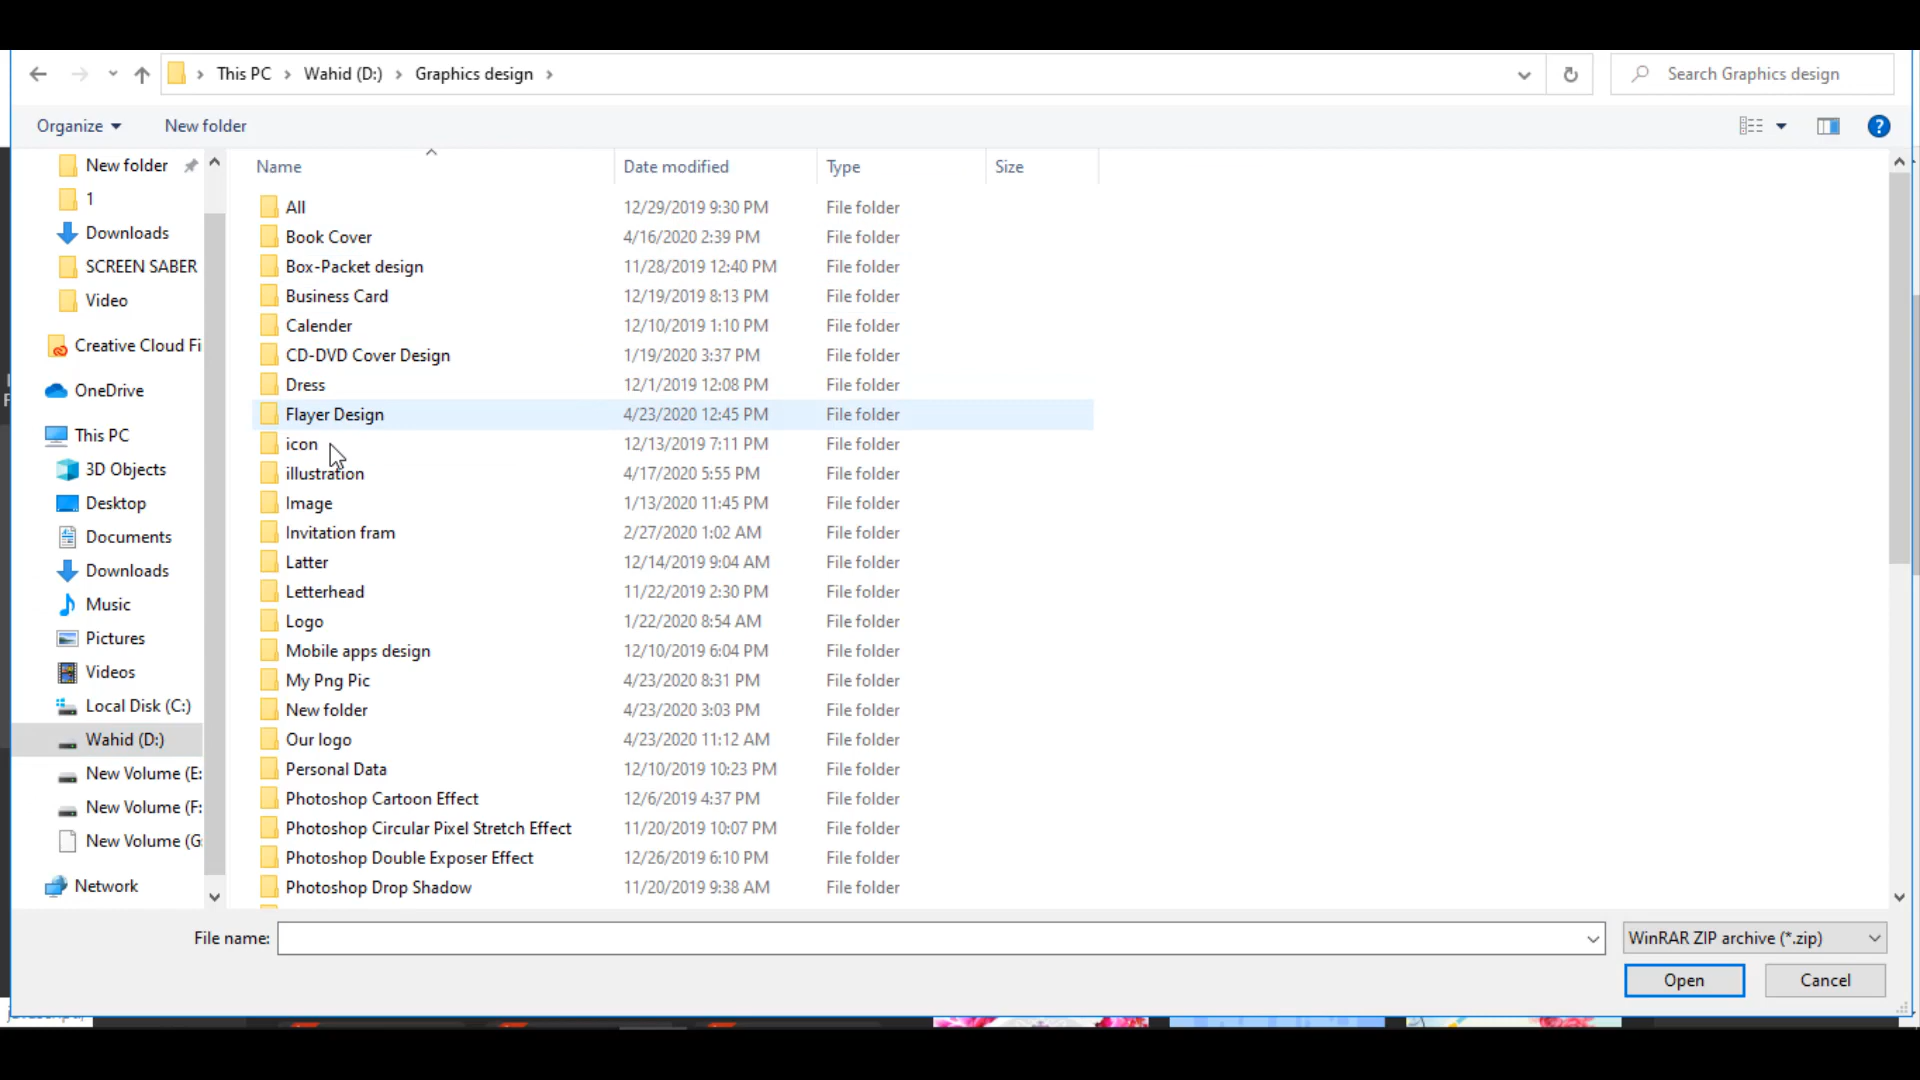 This PC > Wahid (D:) > Graphics design >
Search Graphics design
Organize
New folder
New folder
1
Downloads
SCREEN SABER
Video
Creative Cloud Fi
OneDrive
This PC
3D Objects
Desktop
Documents
Downloads
Music
Pictures
Videos
Local Disk (C:)
Wahid (D:)
New Volume (E:
New Volume (F:
New Volume (G:
Network
Name Date modified Type Size
All 12/29/2019 9:30 PM File folder
Book Cover 4/16/2020 2:39 PM File folder
Box-Packet design 11/28/2019 12:40 PM File folder
Business Card 12/19/2019 8:13 PM File folder
Calender 12/10/2019 1:10 PM File folder
CD-DVD Cover Design 1/19/2020 3:37 PM File folder
Dress 12/1/2019 12:08 PM File folder
Flayer Design 4/23/2020 12:45 PM File folder
icon 12/13/2019 7:11 PM File folder
illustration 4/17/2020 5:55 PM File folder
Image 1/13/2020 11:45 PM File folder
Invitation fram 2/27/2020 1:02 AM File folder
Latter 12/14/2019 9:04 AM File folder
Letterhead 11/22/2019 2:30 PM File folder
Logo 1/22/2020 8:54 AM File folder
Mobile apps design 12/10/2019 6:04 PM File folder
My Png Pic 4/23/2020 8:31 PM File folder
New folder 4/23/2020 3:03 PM File folder
Our logo 4/23/2020 11:12 AM File folder
Personal Data 12/10/2019 10:23 PM File folder
Photoshop Cartoon Effect 12/6/2019 4:37 PM File folder
Photoshop Circular Pixel Stretch Effect 11/20/2019 10:07 PM File folder
Photoshop Double Exposer Effect 12/26/2019 6:10 PM File folder
Photoshop Drop Shadow 11/20/2019 9:38 AM File folder
File name:
WinRAR ZIP archive (*.zip)
Open
Cancel